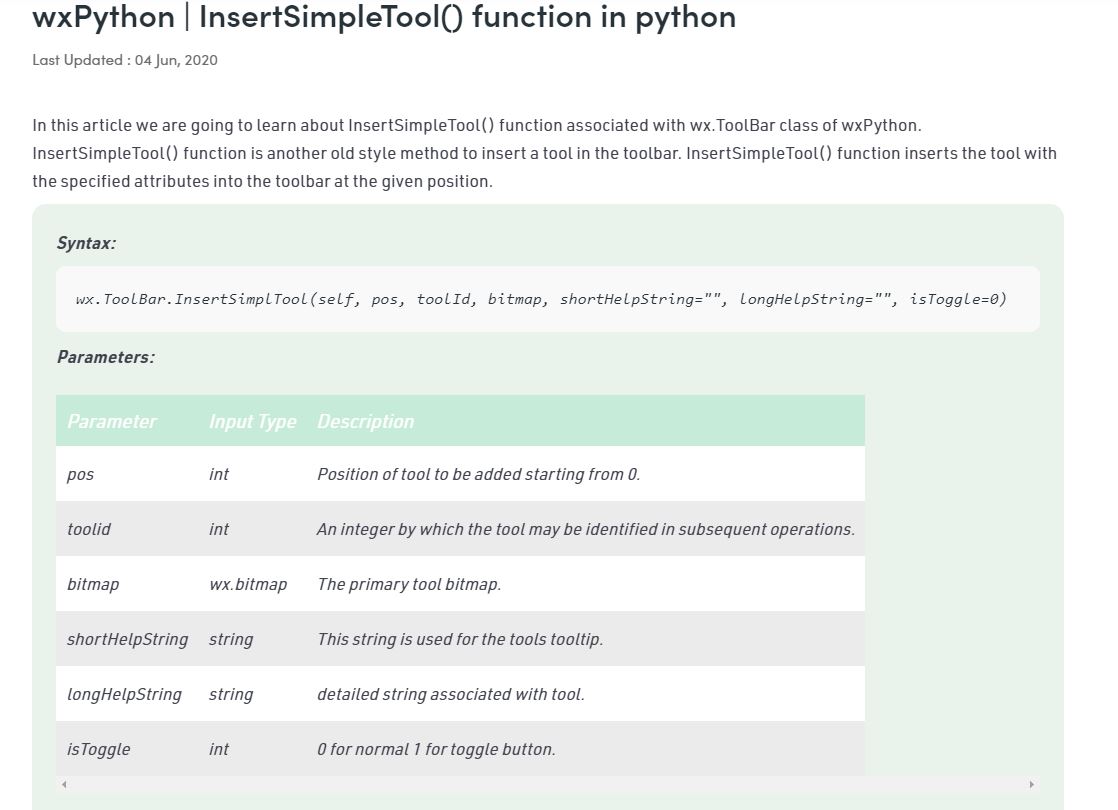 wxPython | InsertSimpleTool() function in python
Last Updated : 04 Jun, 2020
In this article we are going to learn about InsertSimpleTool() function associated with wx.ToolBar class of wxPython.
InsertSimpleTool() function is another old style method to insert a tool in the toolbar. InsertSimpleTool() function inserts the tool with
the specified attributes into the toolbar at the given position.
Syntax:
wx.ToolBar.InsertSimplTool(self, pos, toolId, bitmap, shortHelpString="", longHelpString="", isToggle=0)
Parameters:
Parameter Input Type Description
pos int Position of tool to be added starting from 0.
toolid int An integer by which the tool may be identified in subsequent operations.
bitmap wx.bitmap The primary tool bitmap.
shortHelpString string This string is used for the tools tooltip.
longHelpString string detailed string associated with tool.
isToggle int 0 for normal 1 for toggle button.